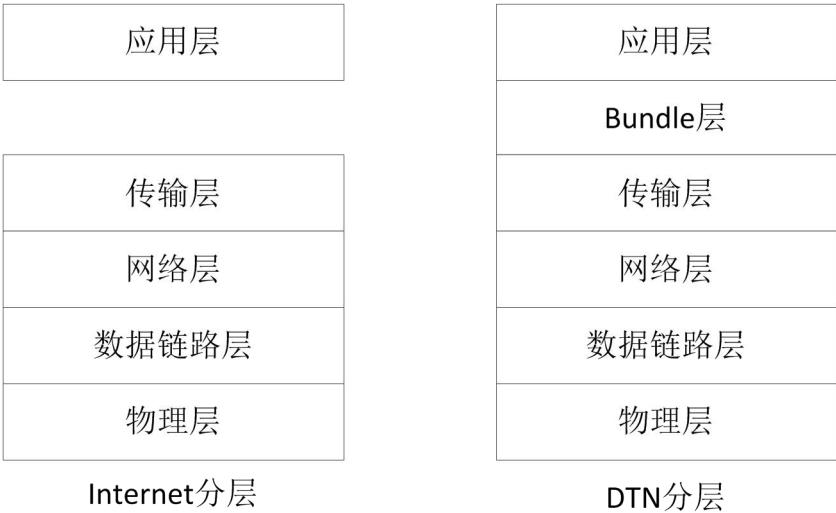 应用层
传输层
网络层
数据链路层
物理层
Internet分层
应用层
Bundle层
传输层
网络层
数据链路层
物理层
DTN分层